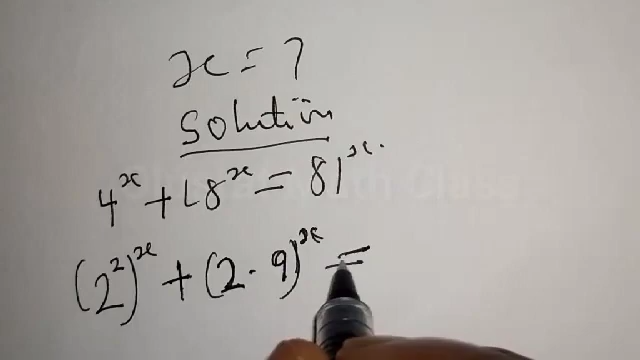 x = ?
Solution
4^x + 18^x = 81^x.
(2^2)^x + (2 · 9)^x =